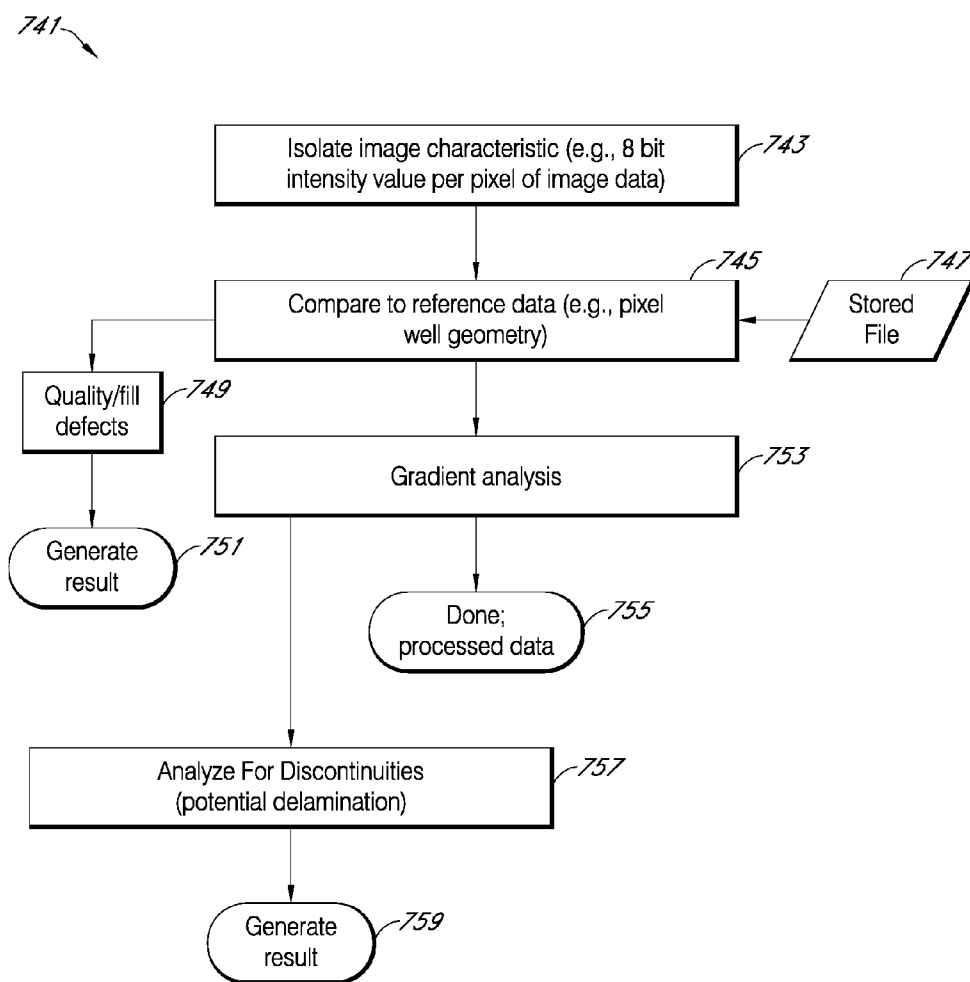 741
Isolate image characteristic (e.g., 8 bit
intensity value per pixel of image data)
743
745
747
Compare to reference data (e.g., pixel
well geometry)
Stored
File
Quality/fill
defects
749
Gradient analysis
753
Generate
result
751
Done;
processed data
755
Analyze For Discontinuities
(potential delamination)
757
Generate
result
759